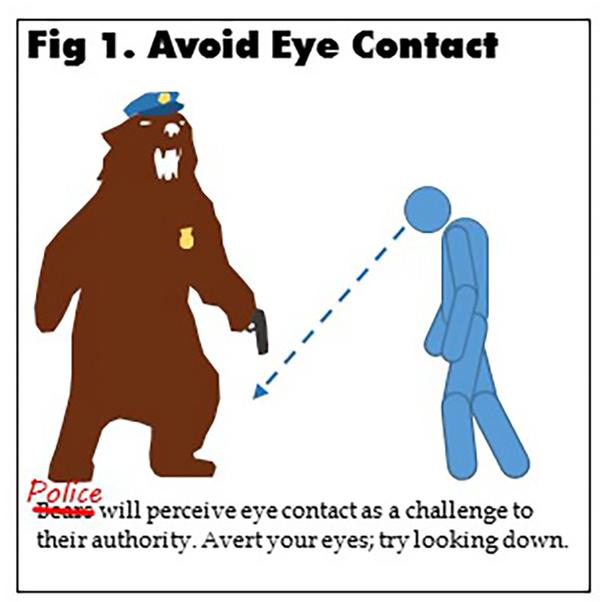 Fig 1. Avoid Eye Contact
Police
Bears will perceive eye contact as a challenge to
their authority. Avert your eyes; try looking down.